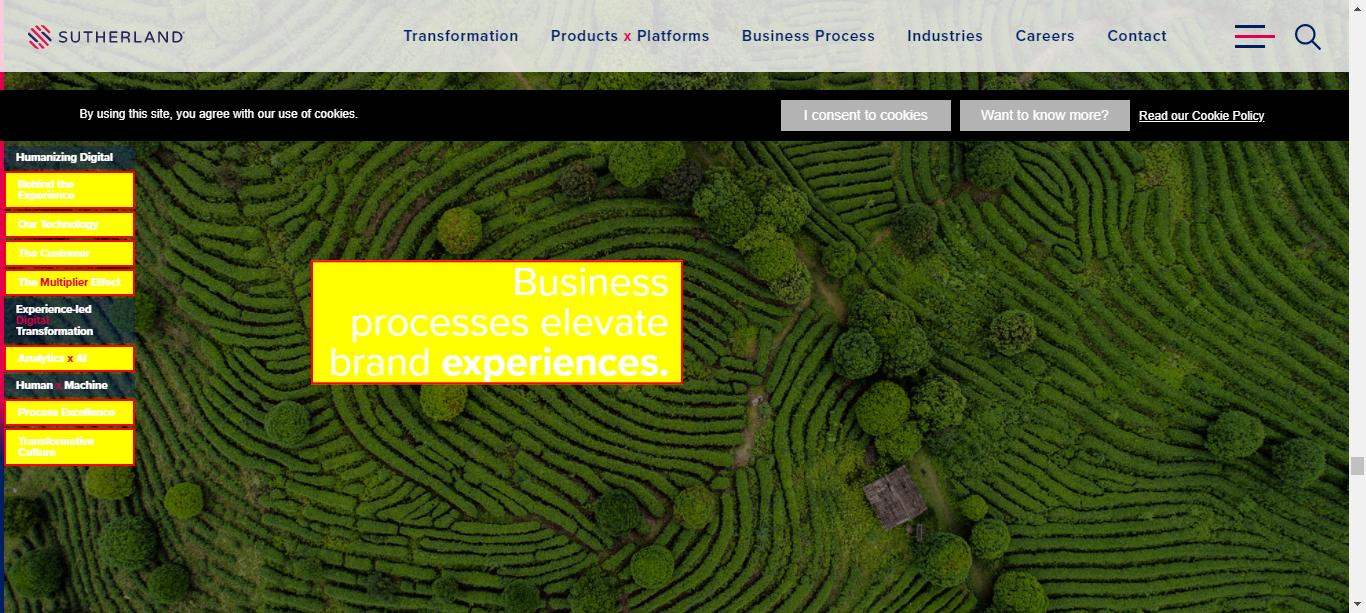 SUTHERLAND
Transformation Products x Platforms Business Process Industries Careers Contact
By using this site, you agree with our use of cookies. I consent to cookies Want to know more? Read our Cookie Policy
Humanizing Digital
Behind the
Experience
Our Technology
The Customer
The Multiplier Effect
Experience-led
Digital
Transformation
Analytics x AI
Human x Machine
Process Excellence
Transformative
Culture
Business
processes elevate
brand experiences.